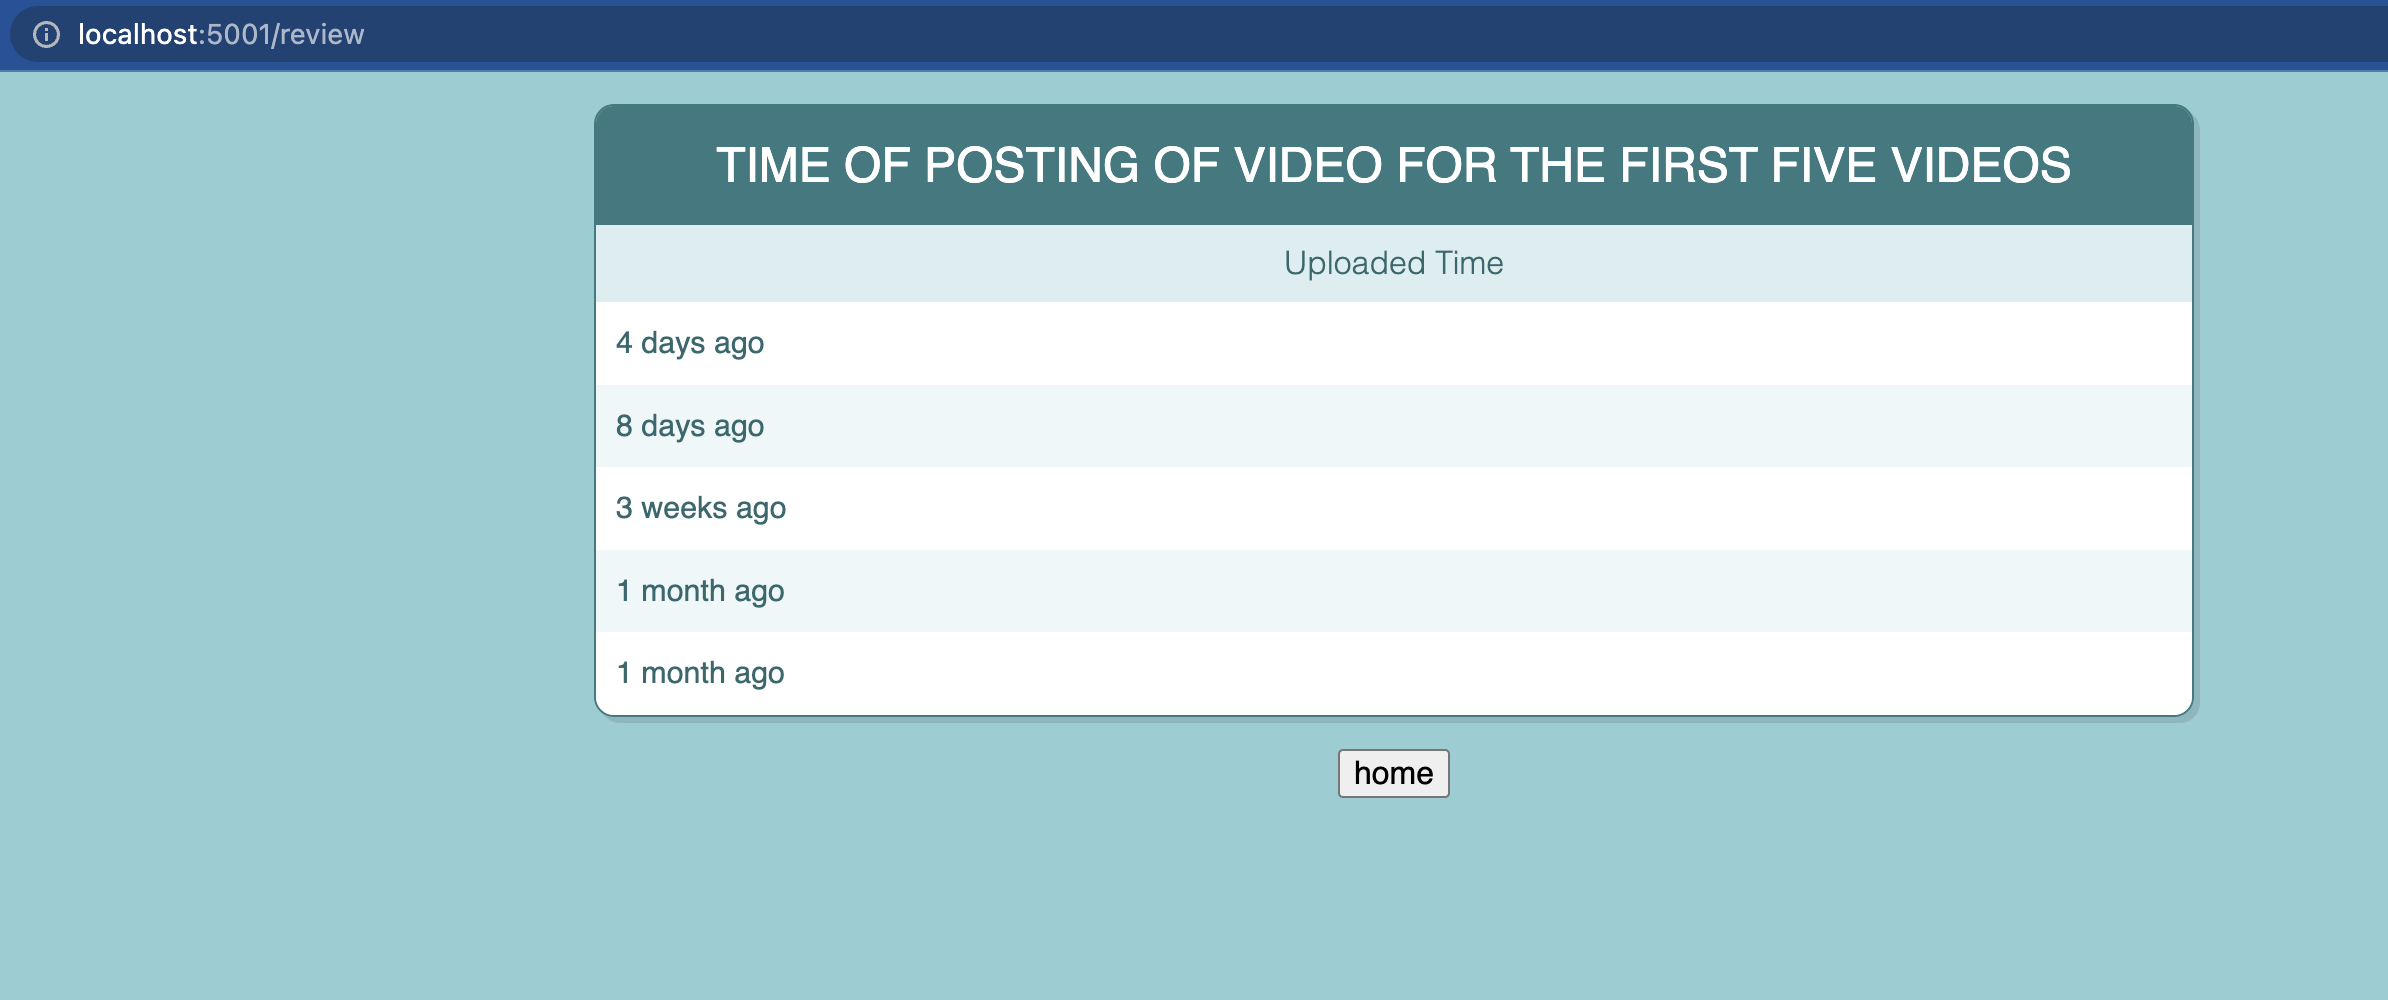 localhost:5001/review
TIME OF POSTING OF VIDEO FOR THE FIRST FIVE VIDEOS
Uploaded Time
4 days ago
8 days ago
3 weeks ago
1 month ago
1 month ago
home